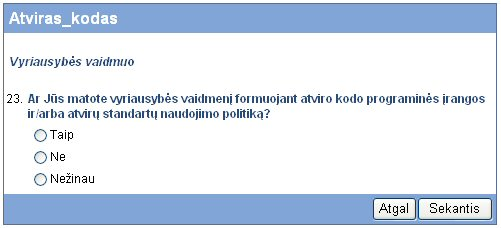 Atviras_kodas
Vyriausybės vaidmuo
23. Ar Jūs matote vyriausybės vaidmenį formuojant atviro kodo programinės įrangos
ir/arba atvirų standartų naudojimo politiką?
Taip
Ne
Nežinau
Atgal Sekantis